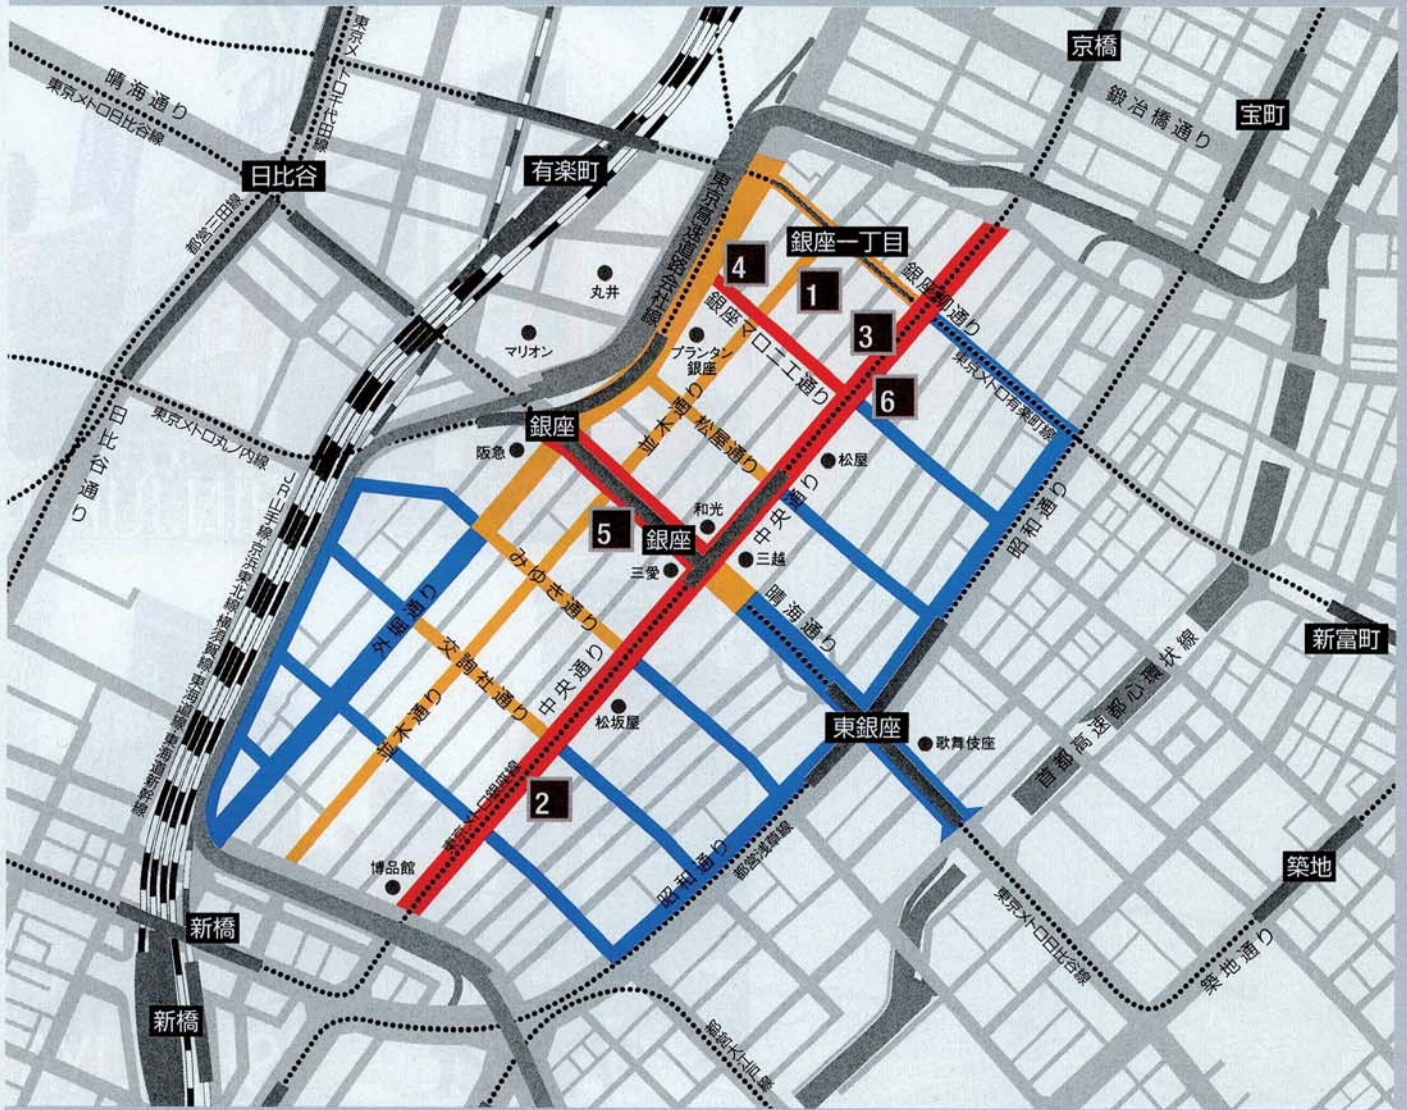 京橋
東京メトロ千代田線
晴海通り
東京メトロ日比谷線
鍛冶橋通り
宝町
日比谷
有楽町
東京高速道路会社線
都営三田線
銀座一丁目
4
1
丸井
銀座柳通り
銀座マロニエ通り
3
マリオン
プランタン
銀座
東京メトロ有楽町線
6
日比谷通り
東京メトロ丸ノ内線
並木通り
松屋通り
銀座
阪急
松屋
和光
中央通り
昭和通り
5
銀座
三愛
三越
JR山手線 京浜東北線 横須賀線 東海道線 東海道新幹線
みゆき通り
晴海通り
外堀通り
新富町
交詢社通り
中央通り
首都高速都心環状線
並木通り
松坂屋
東銀座
歌舞伎座
東京メトロ銀座線
2
昭和通り
都営浅草線
博品館
築地
新橋
東京メトロ日比谷線
築地通り
新橋
都営大江戸線